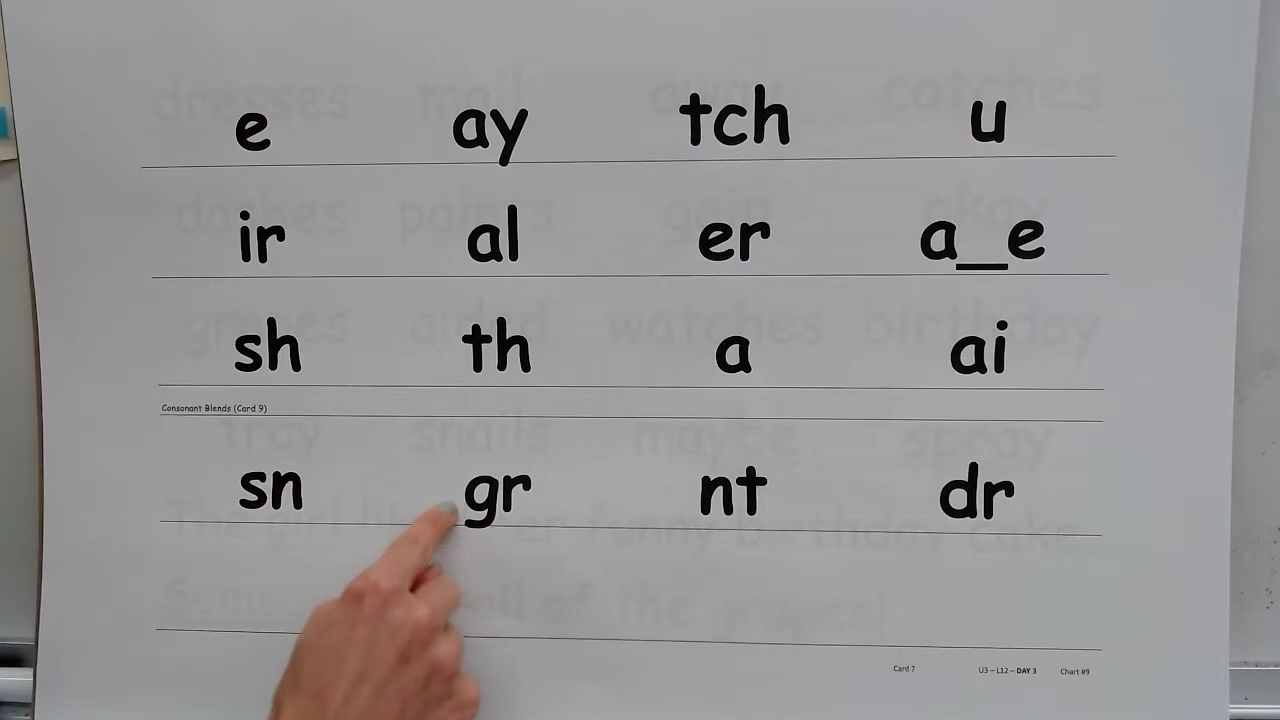 e ay tch u
ir al er a_e
sh th a ai
Consonant Blends (Card 9)
sn gr nt dr
Card 7 U3 – L12 – DAY 3 Chart #9